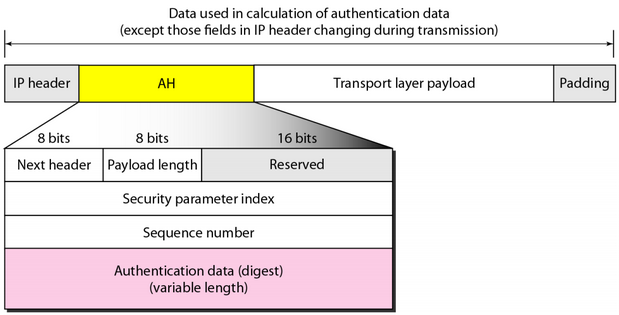 Data used in calculation of authentication data
(except those fields in IP header changing during transmission)
IP header AH Transport layer payload Padding
8 bits 8 bits 16 bits
Next header Payload length Reserved
Security parameter index
Sequence number
Authentication data (digest)
(variable length)